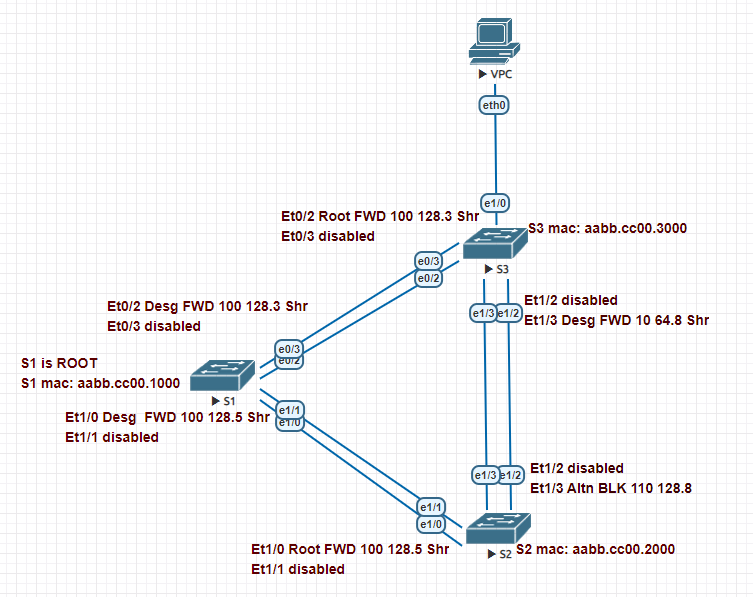 VPC
eth0
e1/0
Et0/2 Root FWD 100 128.3 Shr
Et0/3 disabled
S3 mac: aabb.cc00.3000
e0/3
e0/2
S3
Et1/2 disabled
Et1/3 Desg FWD 10 64.8 Shr
e1/3
e1/2
Et0/2 Desg FWD 100 128.3 Shr
Et0/3 disabled
e0/3
e0/2
S1 is ROOT
S1 mac: aabb.cc00.1000
S1
Et1/0 Desg  FWD 100 128.5 Shr
Et1/1 disabled
e1/1
e1/0
Et1/2 disabled
Et1/3 Altn BLK 110 128.8
e1/3
e1/2
e1/1
e1/0
S2
S2 mac: aabb.cc00.2000
Et1/0 Root FWD 100 128.5 Shr
Et1/1 disabled